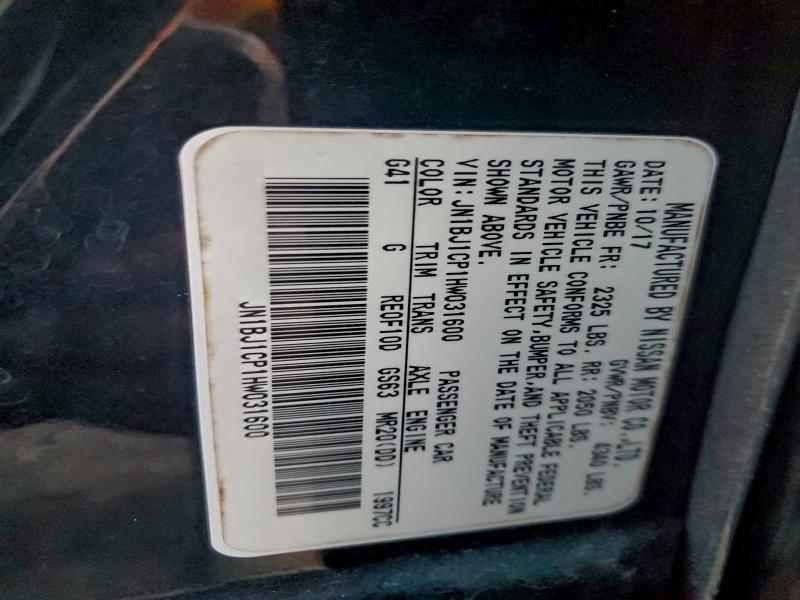 MANUFACTURED BY NISSAN MOTOR CO.,LTD.
DATE: 10/17 GVWR/PNBV: 4380 LBS.
GAWR/PNBE FR: 2325 LBS. RR: 2050 LBS.
THIS VEHICLE CONFORMS TO ALL APPLICABLE FEDERAL
MOTOR VEHICLE SAFETY,BUMPER,AND THEFT PREVENTION
STANDARDS IN EFFECT ON THE DATE OF MANUFACTURE
SHOWN ABOVE.
VIN:JN1BJ1CP1HW031600 PASSENGER CAR
COLOR TRIM TRANS AXLE ENGINE
G41 G RE0F10D GS63 MR20(DD) 1997CC
JN1BJ1CP1HW031600